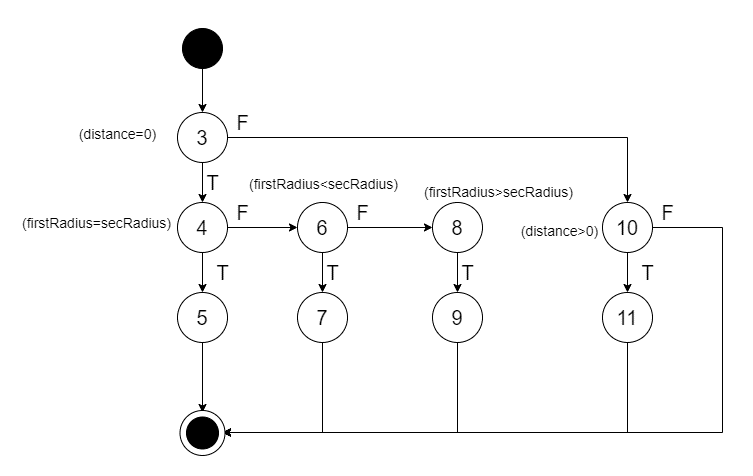 F
(distance=0) 3
T
(firstRadius<secRadius)
(firstRadius>secRadius)
(firstRadius=secRadius) 4 F 6 F 8 (distance>0) 10 F
T T T T
5 7 9 11